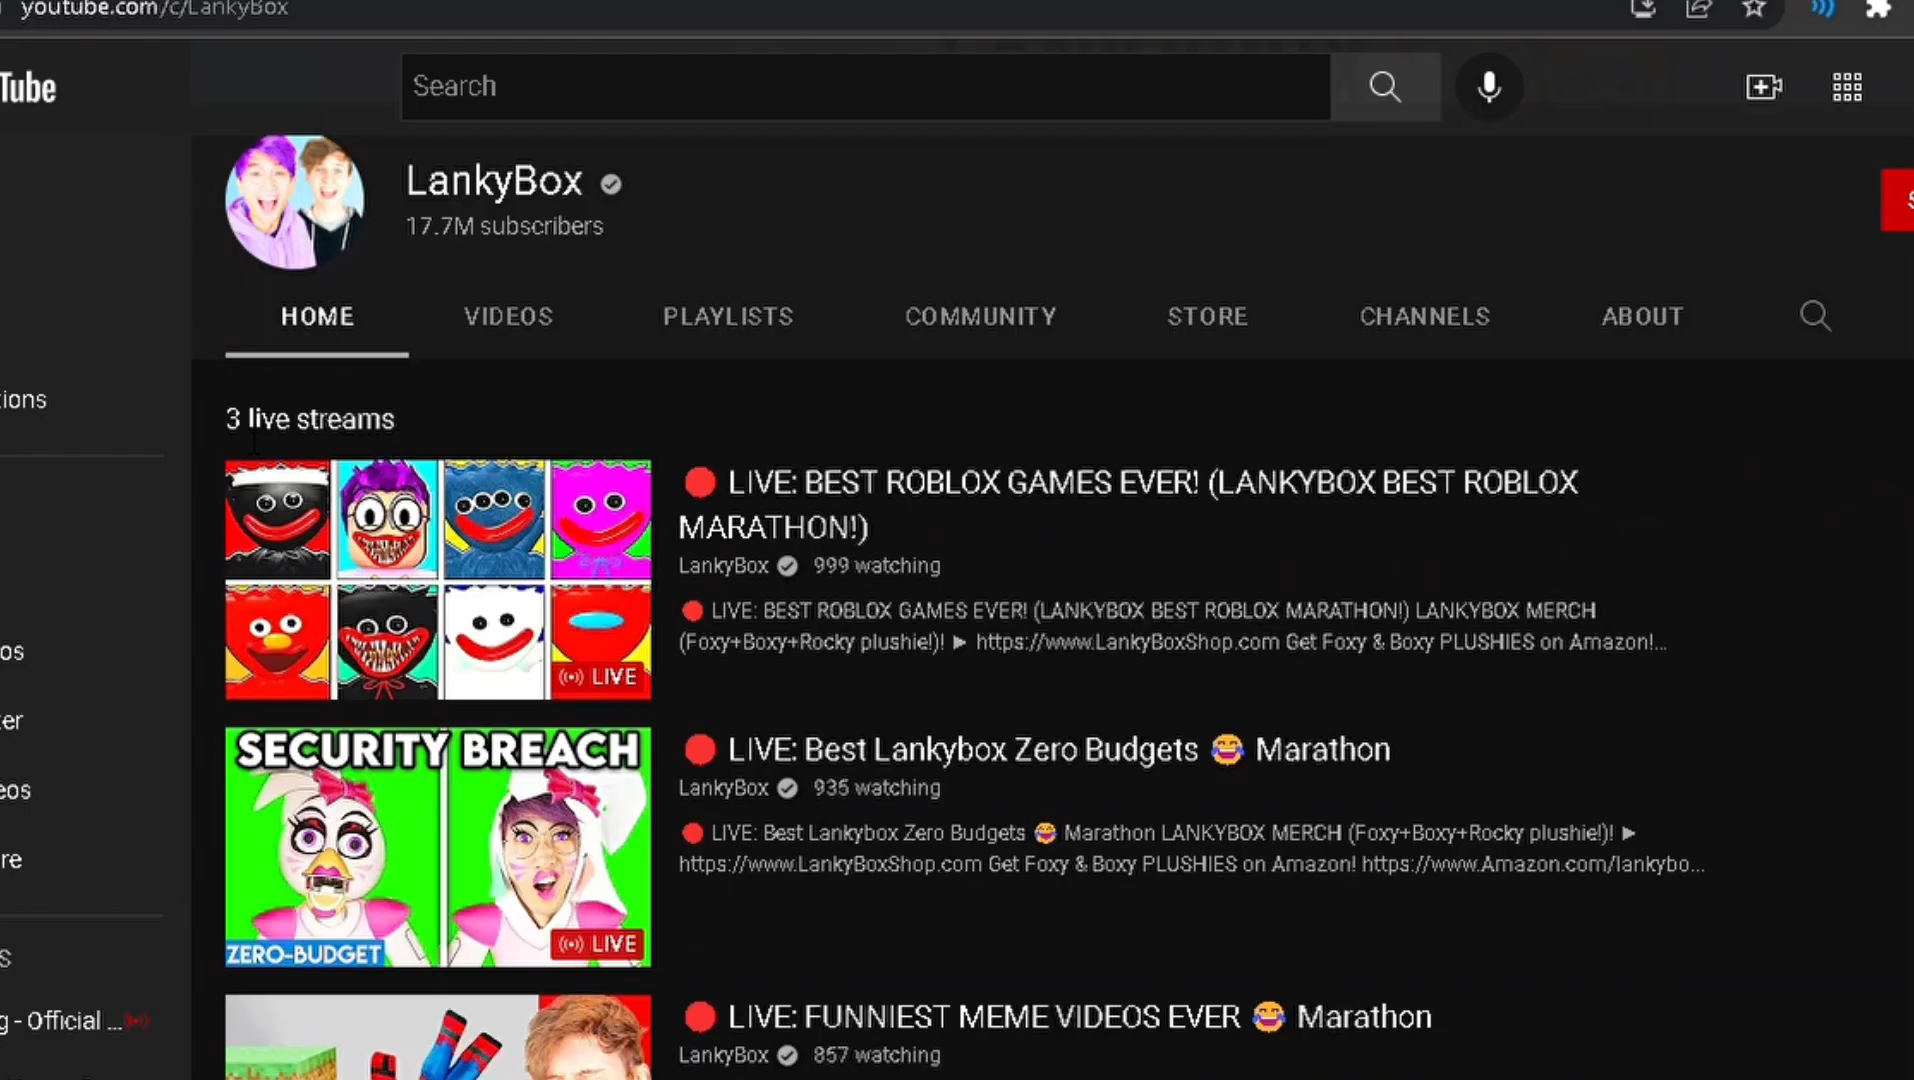 youtube.com/c/LankyBox
Tube
Search
LankyBox
17.7M subscribers
HOME VIDEOS PLAYLISTS COMMUNITY STORE CHANNELS ABOUT
3 live streams
🔴 LIVE: BEST ROBLOX GAMES EVER! (LANKYBOX BEST ROBLOX
MARATHON!)
LankyBox 999 watching
🔴 LIVE: BEST ROBLOX GAMES EVER! (LANKYBOX BEST ROBLOX MARATHON!) LANKYBOX MERCH
(Foxy+Boxy+Rocky plushie!)! ► https://www.LankyBoxShop.com Get Foxy & Boxy PLUSHIES on Amazon!...
LIVE
SECURITY BREACH
ZERO-BUDGET
LIVE
🔴 LIVE: Best Lankybox Zero Budgets 😂 Marathon
LankyBox 935 watching
🔴 LIVE: Best Lankybox Zero Budgets 😂 Marathon LANKYBOX MERCH (Foxy+Boxy+Rocky plushie!)! ►
https://www.LankyBoxShop.com Get Foxy & Boxy PLUSHIES on Amazon! https://www.Amazon.com/lankybo...
🔴 LIVE: FUNNIEST MEME VIDEOS EVER 😂 Marathon
LankyBox 857 watching
tions
os
ter
eos
re
S
g - Official ...